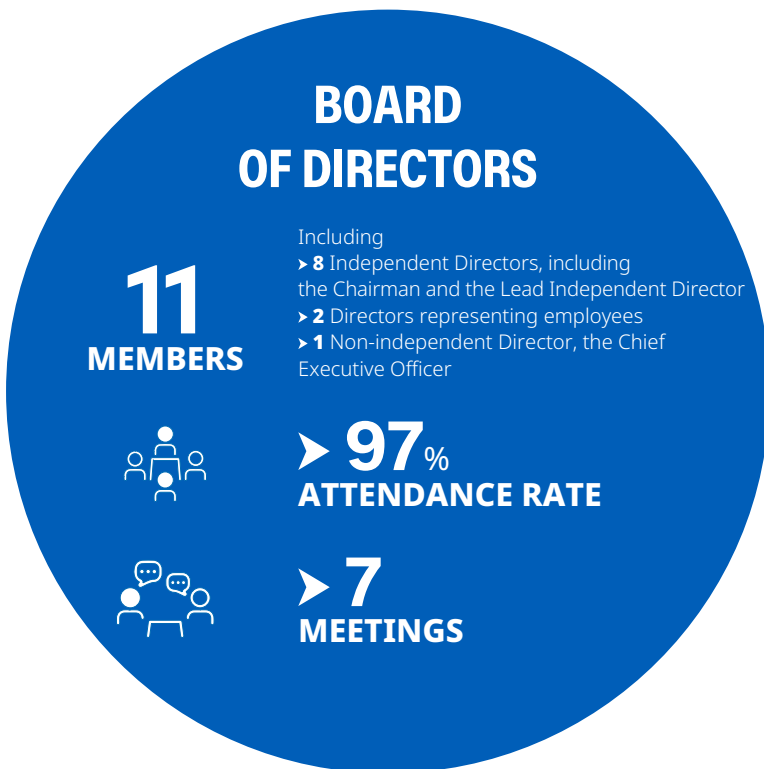 BOARD
OF DIRECTORS
11
MEMBERS
Including
➤ 8 Independent Directors, including
the Chairman and the Lead Independent Director
➤ 2 Directors representing employees
➤ 1 Non-independent Director, the Chief
Executive Officer
➤ 97%
ATTENDANCE RATE
➤ 7
MEETINGS